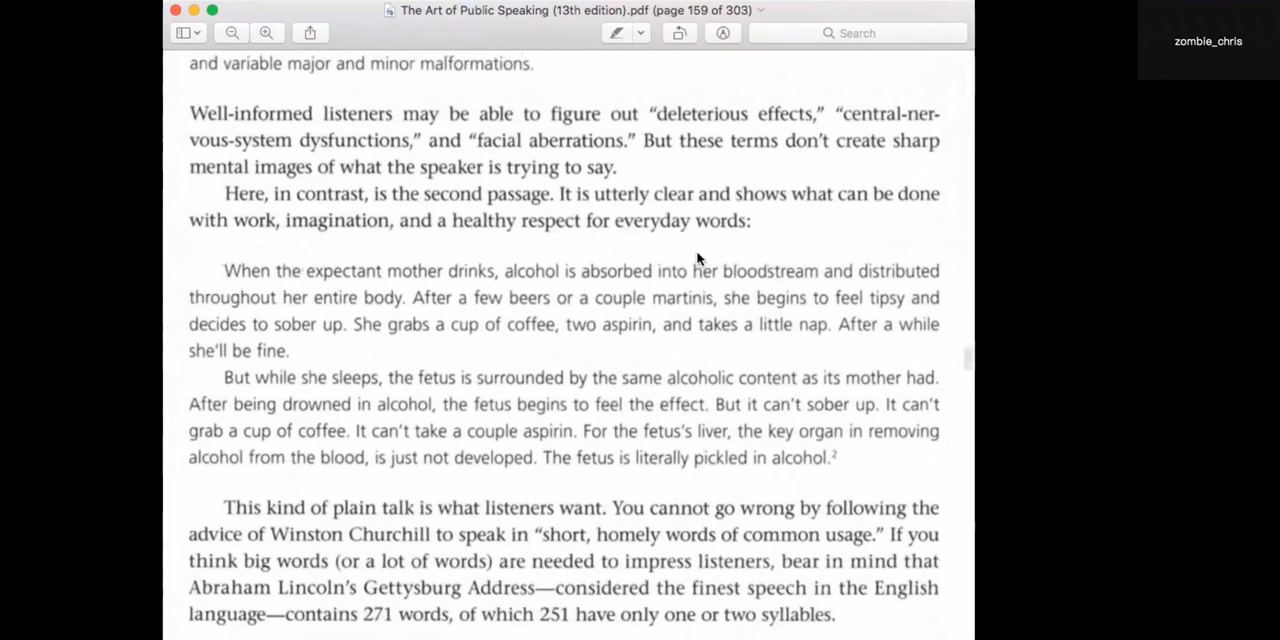 The Art of Public Speaking (13th edition).pdf (page 159 of 303)
Search
zombie_chris
and variable major and minor malformations.
Well-informed listeners may be able to figure out “deleterious effects,” “central-ner-
vous-system dysfunctions,” and “facial aberrations.” But these terms don’t create sharp
mental images of what the speaker is trying to say.
Here, in contrast, is the second passage. It is utterly clear and shows what can be done
with work, imagination, and a healthy respect for everyday words:
When the expectant mother drinks, alcohol is absorbed into her bloodstream and distributed
throughout her entire body. After a few beers or a couple martinis, she begins to feel tipsy and
decides to sober up. She grabs a cup of coffee, two aspirin, and takes a little nap. After a while
she’ll be fine.
But while she sleeps, the fetus is surrounded by the same alcoholic content as its mother had.
After being drowned in alcohol, the fetus begins to feel the effect. But it can’t sober up. It can’t
grab a cup of coffee. It can’t take a couple aspirin. For the fetus’s liver, the key organ in removing
alcohol from the blood, is just not developed. The fetus is literally pickled in alcohol.²
This kind of plain talk is what listeners want. You cannot go wrong by following the
advice of Winston Churchill to speak in “short, homely words of common usage.” If you
think big words (or a lot of words) are needed to impress listeners, bear in mind that
Abraham Lincoln’s Gettysburg Address—considered the finest speech in the English
language—contains 271 words, of which 251 have only one or two syllables.